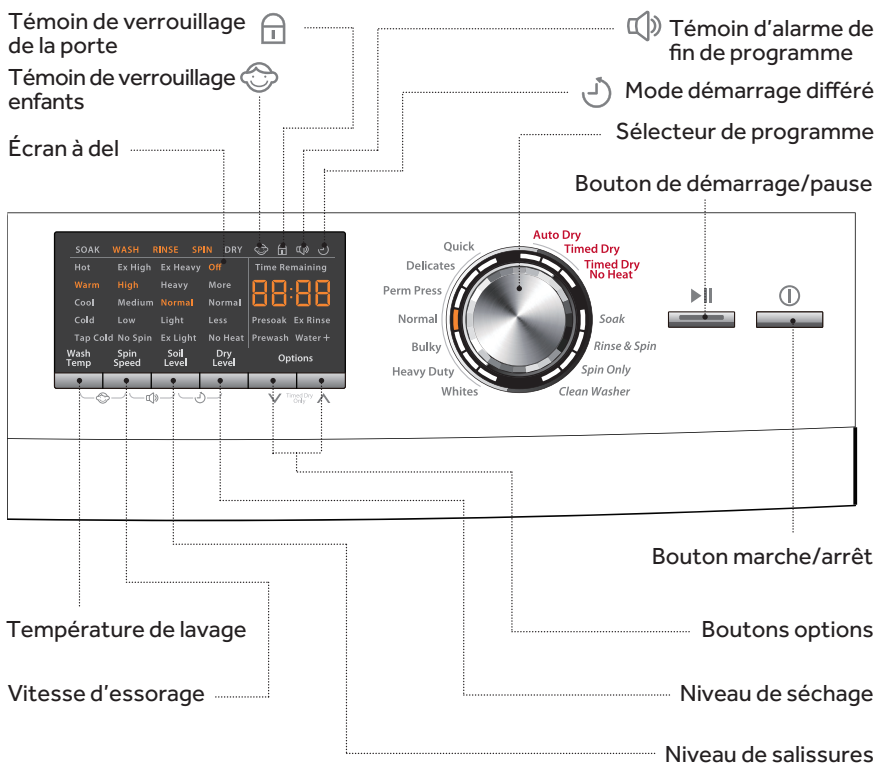 Témoin de verrouillage
de la porte
Témoin de verrouillage
enfants
Écran à del
Témoin d'alarme de
fin de programme
Mode démarrage différé
Sélecteur de programme
Bouton de démarrage/pause
SOAK WASH RINSE SPIN DRY
Hot Ex High Ex Heavy Off Time Remaining
Warm High Heavy More 88:88
Cool Medium Normal Normal
Cold Low Light Less Presoak Ex Rinse
Tap Cold No Spin Ex Light No Heat Prewash Water+
Wash
Temp
Spin
Speed
Soil
Level
Dry
Level
Options
Timed Dry
Only
Quick
Delicates
Perm Press
Normal
Bulky
Heavy Duty
Whites
Auto Dry
Timed Dry
Timed Dry
No Heat
Soak
Rinse & Spin
Spin Only
Clean Washer
Bouton marche/arrêt
Température de lavage
Boutons options
Vitesse d'essorage
Niveau de séchage
Niveau de salissures